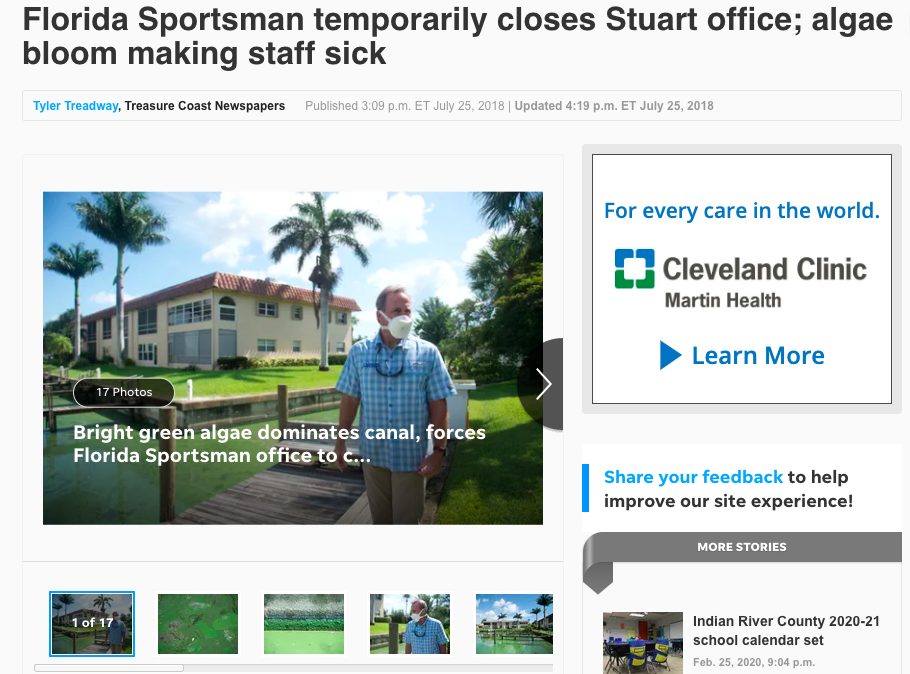 Florida Sportsman temporarily closes Stuart office; algae
bloom making staff sick
Tyler Treadway, Treasure Coast Newspapers Published 3:09 p.m. ET July 25, 2018 | Updated 4:19 p.m. ET July 25, 2018
17 Photos
Bright green algae dominates canal, forces
Florida Sportsman office to c...
1 of 17
For every care in the world.
Cleveland Clinic
Martin Health
Learn More
Share your feedback to help
improve our site experience!
MORE STORIES
Indian River County 2020-21
school calendar set
Feb. 25, 2020, 9:04 p.m.